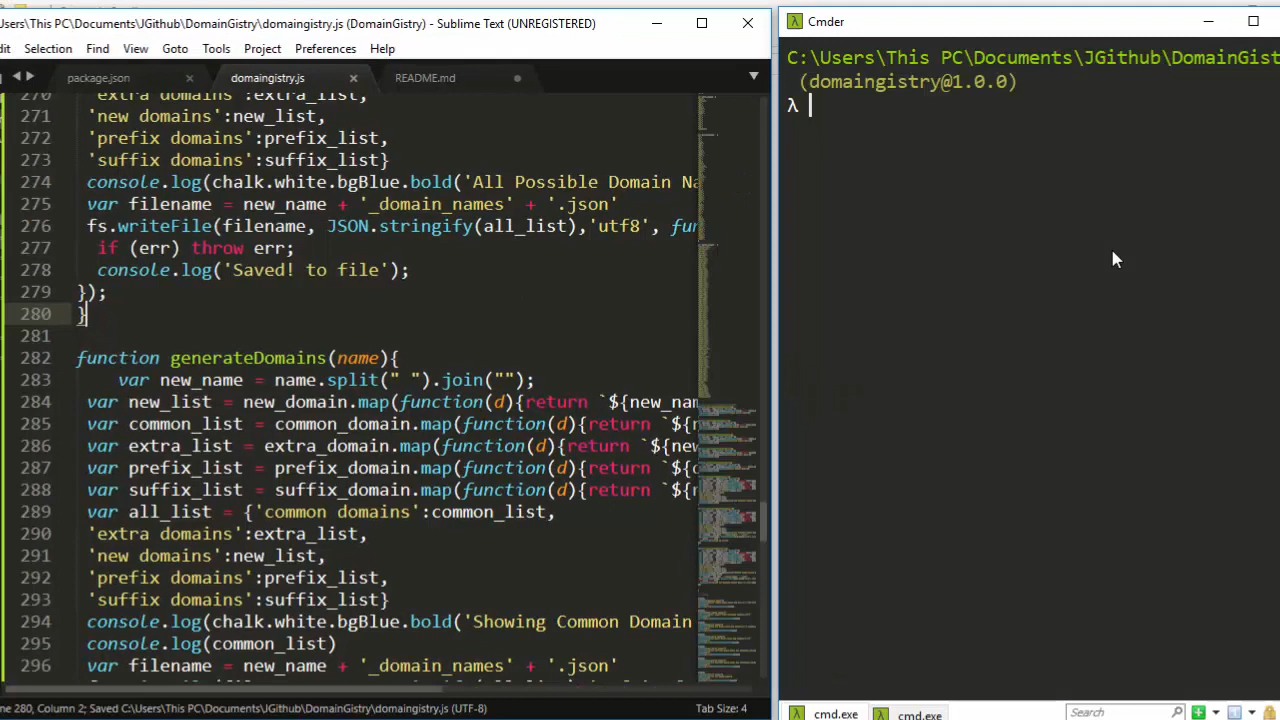 Users\This PC\Documents\JGithub\DomainGistry\domaingistry.js (DomainGistry) - Sublime Text (UNREGISTERED)
dit Selection Find View Goto Tools Project Preferences Help
package.json
domaingistry.js
README.md
270 'extra domains':extra_list,
271 'new domains':new_list,
272 'prefix domains':prefix_list,
273 'suffix domains':suffix_list}
274 console.log(chalk.white.bgBlue.bold('All Possible Domain Na
275 var filename = new_name + '_domain_names' + '.json'
276 fs.writeFile(filename, JSON.stringify(all_list),'utf8', fun
277 if (err) throw err;
278 console.log('Saved! to file');
279 });
280 }
281
282 function generateDomains(name){
283 var new_name = name.split(" ").join("");
284 var new_list = new_domain.map(function(d){return `${new_nam
285 var common_list = common_domain.map(function(d){return `${n
286 var extra_list = extra_domain.map(function(d){return `${new
287 var prefix_list = prefix_domain.map(function(d){return `${d
288 var suffix_list = suffix_domain.map(function(d){return `${n
289 var all_list = {'common domains':common_list,
290 'extra domains':extra_list,
291 'new domains':new_list,
292 'prefix domains':prefix_list,
293 'suffix domains':suffix_list}
294 console.log(chalk.white.bgBlue.bold('Showing Common Domain
295 console.log(common_list)
296 var filename = new_name + '_domain_names' + '.json'
ine 280, Column 2; Saved C:\Users\This PC\Documents\JGithub\DomainGistry\domaingistry.js (UTF-8)
Tab Size: 4
Cmder
C:\Users\This PC\Documents\JGithub\DomainGist
(domaingistry@1.0.0)
λ
cmd.exe
cmd.exe
Search